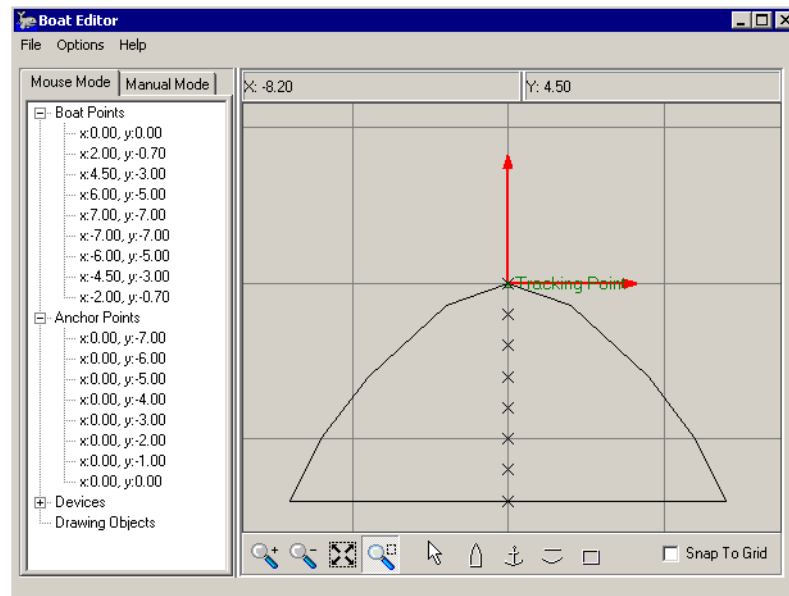 Boat Editor
File Options Help
Mouse Mode Manual Mode
X: -8.20 Y: 4.50
Boat Points
x:0.00, y:0.00
x:2.00, y:-0.70
x:4.50, y:-3.00
x:6.00, y:-5.00
x:7.00, y:-7.00
x:-7.00, y:-7.00
x:-6.00, y:-5.00
x:-4.50, y:-3.00
x:-2.00, y:-0.70
Anchor Points
x:0.00, y:-7.00
x:0.00, y:-6.00
x:0.00, y:-5.00
x:0.00, y:-4.00
x:0.00, y:-3.00
x:0.00, y:-2.00
x:0.00, y:-1.00
x:0.00, y:0.00
Devices
Drawing Objects
Tracking Point
Snap To Grid